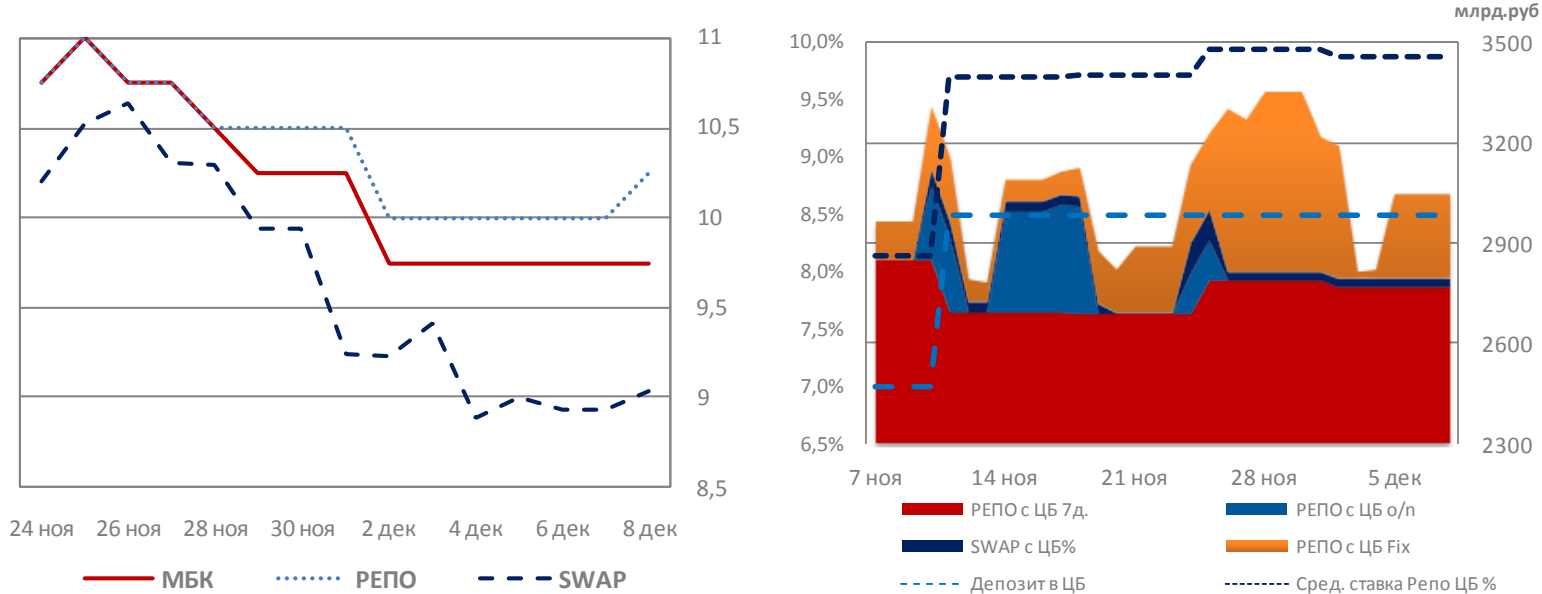 11
10,5
10
9,5
9
8,5
24 ноя 26 ноя 28 ноя 30 ноя 2 дек 4 дек 6 дек 8 дек
МБК РЕПО SWAP
млрд.руб
10,0% 3500
9,5%
9,0% 3200
8,5%
2900
8,0%
7,5% 2600
7,0%
6,5% 2300
7 ноя 14 ноя 21 ноя 28 ноя 5 дек
РЕПО с ЦБ 7д. РЕПО с ЦБ o/n
SWAP с ЦБ% РЕПО с ЦБ Fix
Депозит в ЦБ Сред. ставка Репо ЦБ %